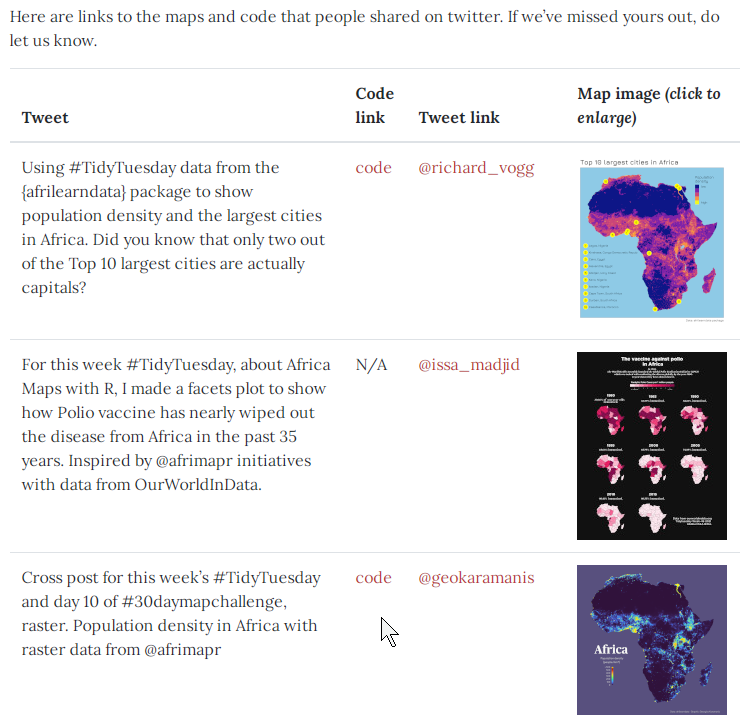 Here are links to the maps and code that people shared on twitter. If we’ve missed yours out, do
let us know.
Tweet
Code
link
Tweet link
Map image (click to
enlarge)
Using #TidyTuesday data from the
{afrilearndata} package to show
population density and the largest cities
in Africa. Did you know that only two out
of the Top 10 largest cities are actually
capitals?
code
@richard_vogg
Top 10 largest cities in Africa
Population
density
For this week #TidyTuesday, about Africa
Maps with R, I made a facets plot to show
how Polio vaccine has nearly wiped out
the disease from Africa in the past 35
years. Inspired by @afrimapr initiatives
with data from OurWorldInData.
N/A
@issa_madjid
The vaccine against polio
in Africa
Cross post for this week’s #TidyTuesday
and day 10 of #30daymapchallenge,
raster. Population density in Africa with
raster data from @afrimapr
code
@geokaramanis
Africa